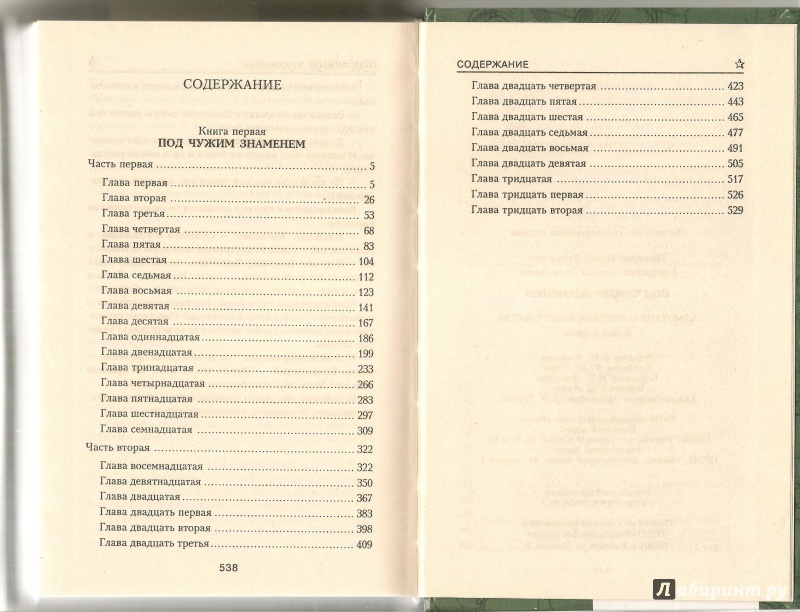 СОДЕРЖАНИЕ
Книга первая
ПОД ЧУЖИМ ЗНАМЕНЕМ
Часть первая ........ 5
Глава первая ........ 5
Глава вторая ........ 26
Глава третья ........ 53
Глава четвертая ........ 68
Глава пятая ........ 83
Глава шестая ........ 104
Глава седьмая ........ 112
Глава восьмая ........ 123
Глава девятая ........ 141
Глава десятая ........ 167
Глава одиннадцатая ........ 186
Глава двенадцатая ........ 199
Глава тринадцатая ........ 233
Глава четырнадцатая ........ 266
Глава пятнадцатая ........ 283
Глава шестнадцатая ........ 297
Глава семнадцатая ........ 309
Часть вторая ........ 322
Глава восемнадцатая ........ 322
Глава девятнадцатая ........ 350
Глава двадцатая ........ 367
Глава двадцать первая ........ 383
Глава двадцать вторая ........ 398
Глава двадцать третья ........ 409
538
СОДЕРЖАНИЕ
Глава двадцать четвертая ........ 423
Глава двадцать пятая ........ 443
Глава двадцать шестая ........ 465
Глава двадцать седьмая ........ 477
Глава двадцать восьмая ........ 491
Глава двадцать девятая ........ 505
Глава тридцатая ........ 517
Глава тридцать первая ........ 526
Глава тридцать вторая ........ 529
Лабиринт.ру